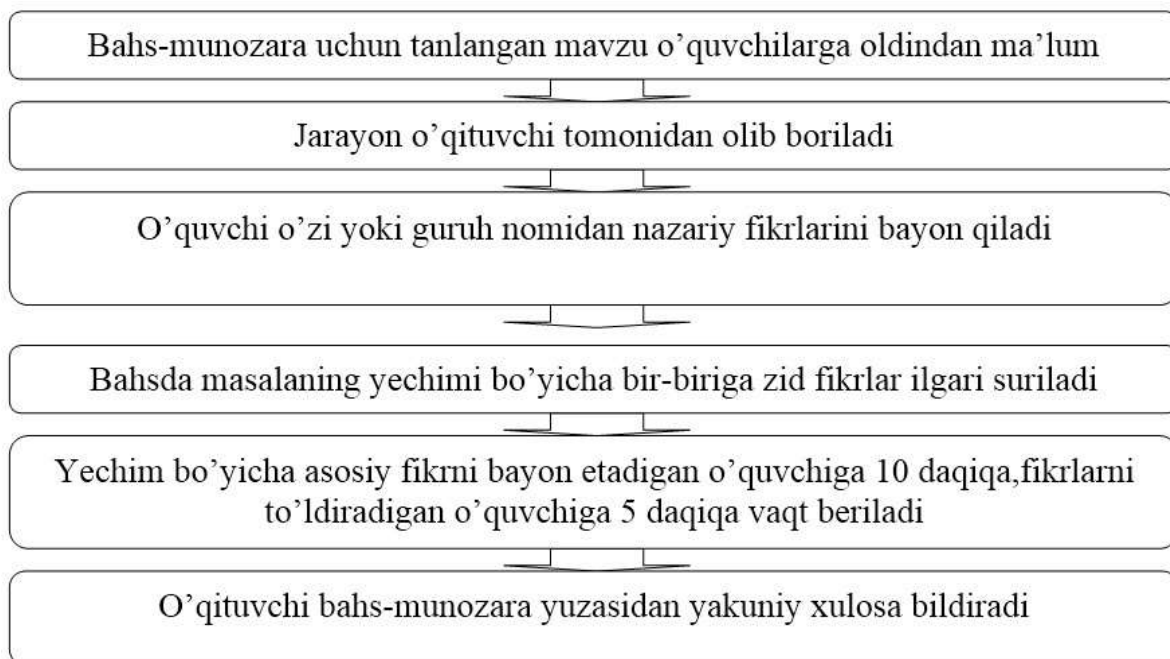 Bahs-munozara uchun tanlangan mavzu o’quvchilarga oldindan ma’lum
Jarayon o’qituvchi tomonidan olib boriladi
O’quvchi o’zi yoki guruh nomidan nazariy fikrlarini bayon qiladi
Bahsda masalaning yechimi bo’yicha bir-biriga zid fikrlar ilgari suriladi
Yechim bo’yicha asosiy fikrni bayon etadigan o’quvchiga 10 daqiqa,fikrlarni
to’ldiradigan o’quvchiga 5 daqiqa vaqt beriladi
O’qituvchi bahs-munozara yuzasidan yakuniy xulosa bildiradi